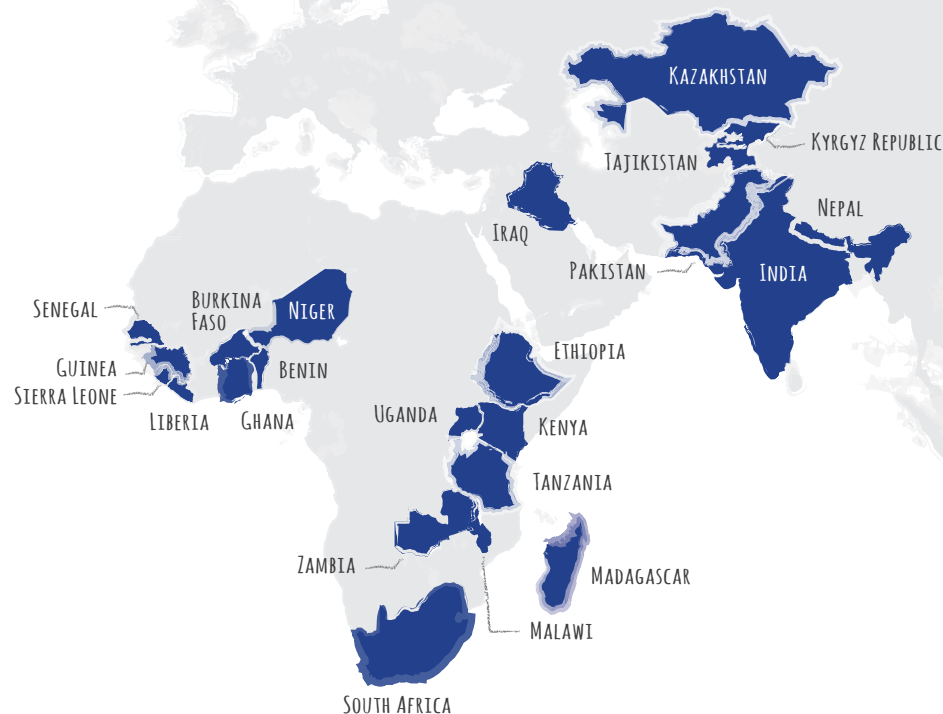 KAZAKHSTAN
KYRGYZ REPUBLIC
TAJIKISTAN
NEPAL
IRAQ
PAKISTAN
INDIA
SENEGAL
BURKINA
FASO
NIGER
GUINEA
BENIN
SIERRA LEONE
LIBERIA
GHANA
ETHIOPIA
UGANDA
KENYA
TANZANIA
ZAMBIA
MADAGASCAR
MALAWI
SOUTH AFRICA